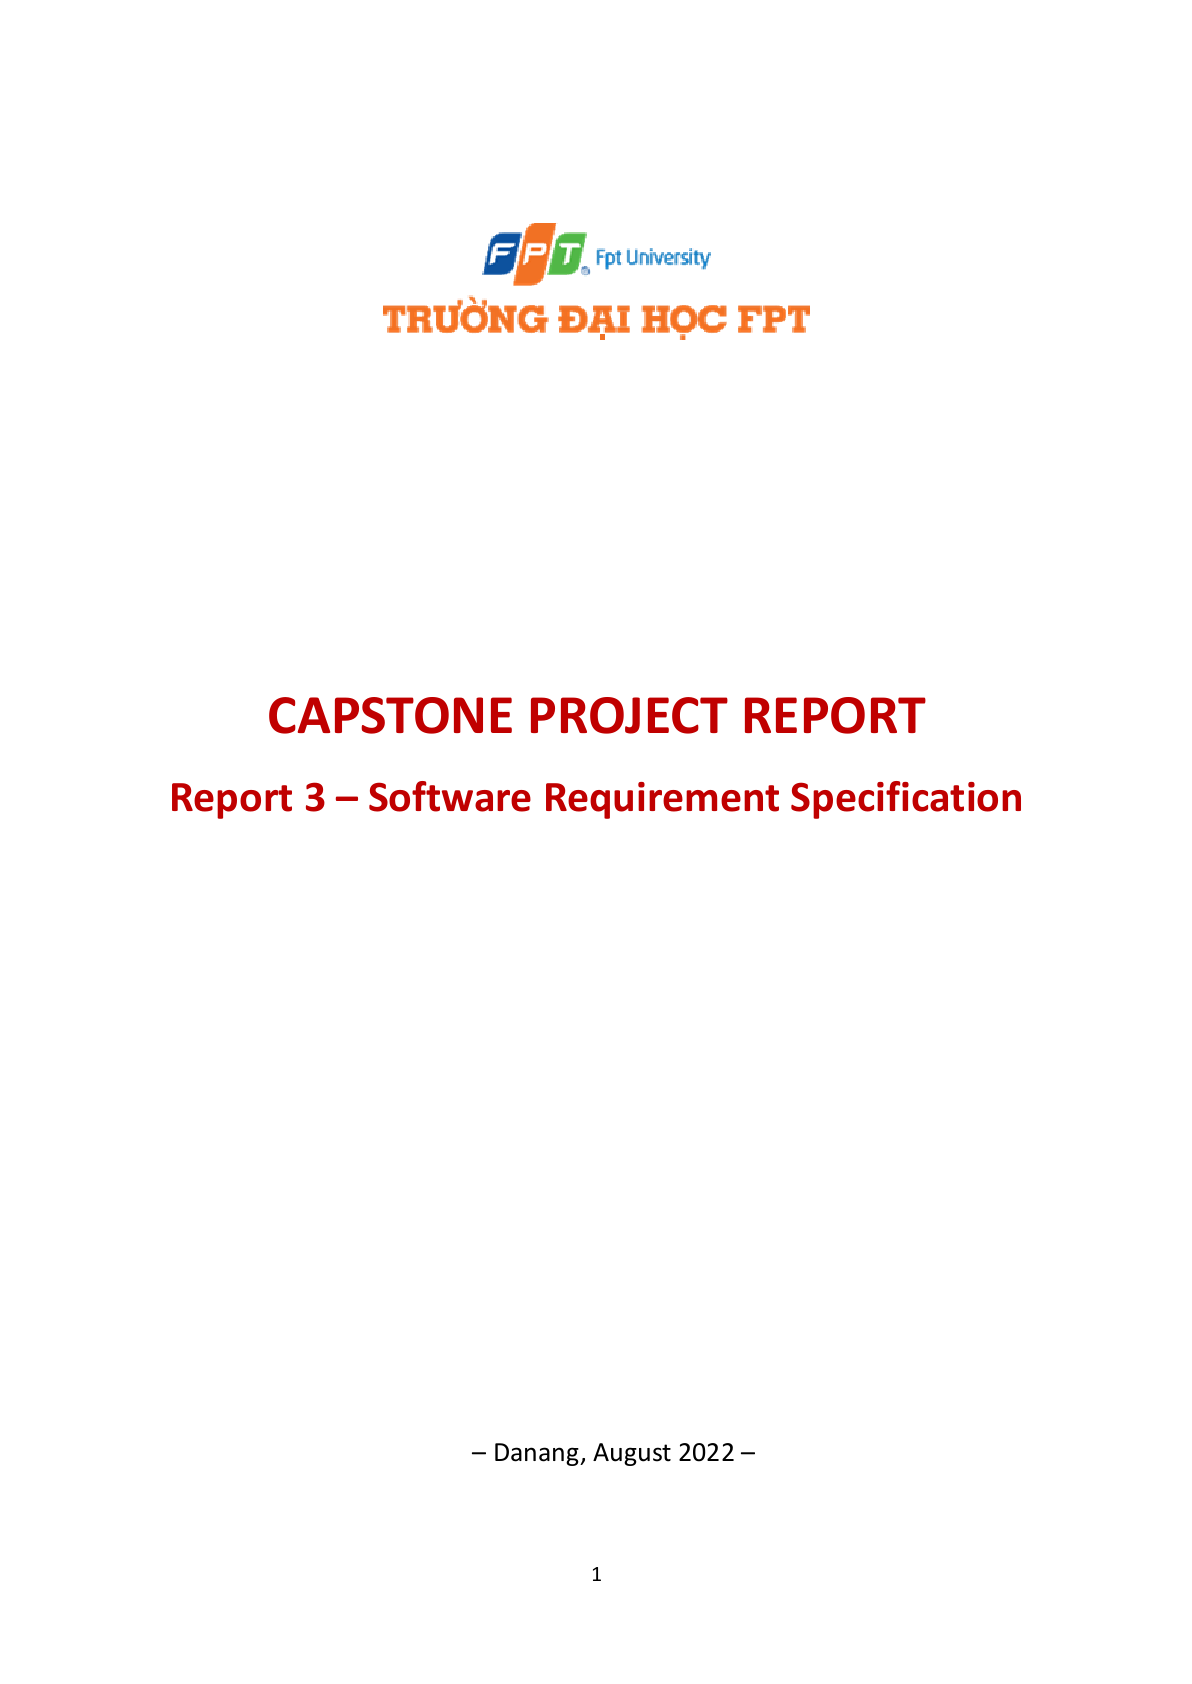 FPT® Fpt University
TRƯỜNG ĐẠI HỌC FPT
CAPSTONE PROJECT REPORT
Report 3 – Software Requirement Specification
– Danang, August 2022 –
1